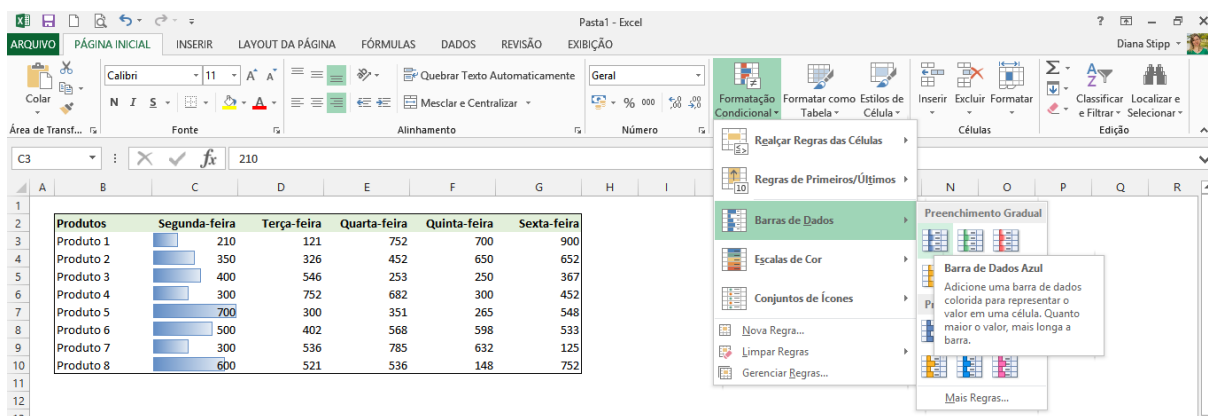 Pasta1 - Excel
ARQUIVO PÁGINA INICIAL INSERIR LAYOUT DA PÁGINA FÓRMULAS DADOS REVISÃO EXIBIÇÃO Diana Stipp
Colar
Calibri 11
N I S
Quebrar Texto Automaticamente
Mesclar e Centralizar
Geral
% 000
Formatação Condicional
Formatar como Tabela
Estilos de Célula
Inserir Excluir Formatar
Classificar e Filtrar
Localizar e Selecionar
Área de Transf... Fonte Alinhamento Número Células Edição
C3 fx 210
A B C D E F G H I N O P Q R
1
2 Produtos Segunda-feira Terça-feira Quarta-feira Quinta-feira Sexta-feira
3 Produto 1 210 121 752 700 900
4 Produto 2 350 326 452 650 652
5 Produto 3 400 546 253 250 367
6 Produto 4 300 752 682 300 452
7 Produto 5 700 300 351 265 548
8 Produto 6 500 402 568 598 533
9 Produto 7 300 536 785 632 125
10 Produto 8 600 521 536 148 752
11
12
Realçar Regras das Células
Regras de Primeiros/Últimos
Barras de Dados
Escalas de Cor
Conjuntos de Ícones
Nova Regra...
Limpar Regras
Gerenciar Regras...
Preenchimento Gradual
Barra de Dados Azul
Adicione uma barra de dados
colorida para representar o
valor em uma célula. Quanto
maior o valor, mais longa a
barra.
Mais Regras...